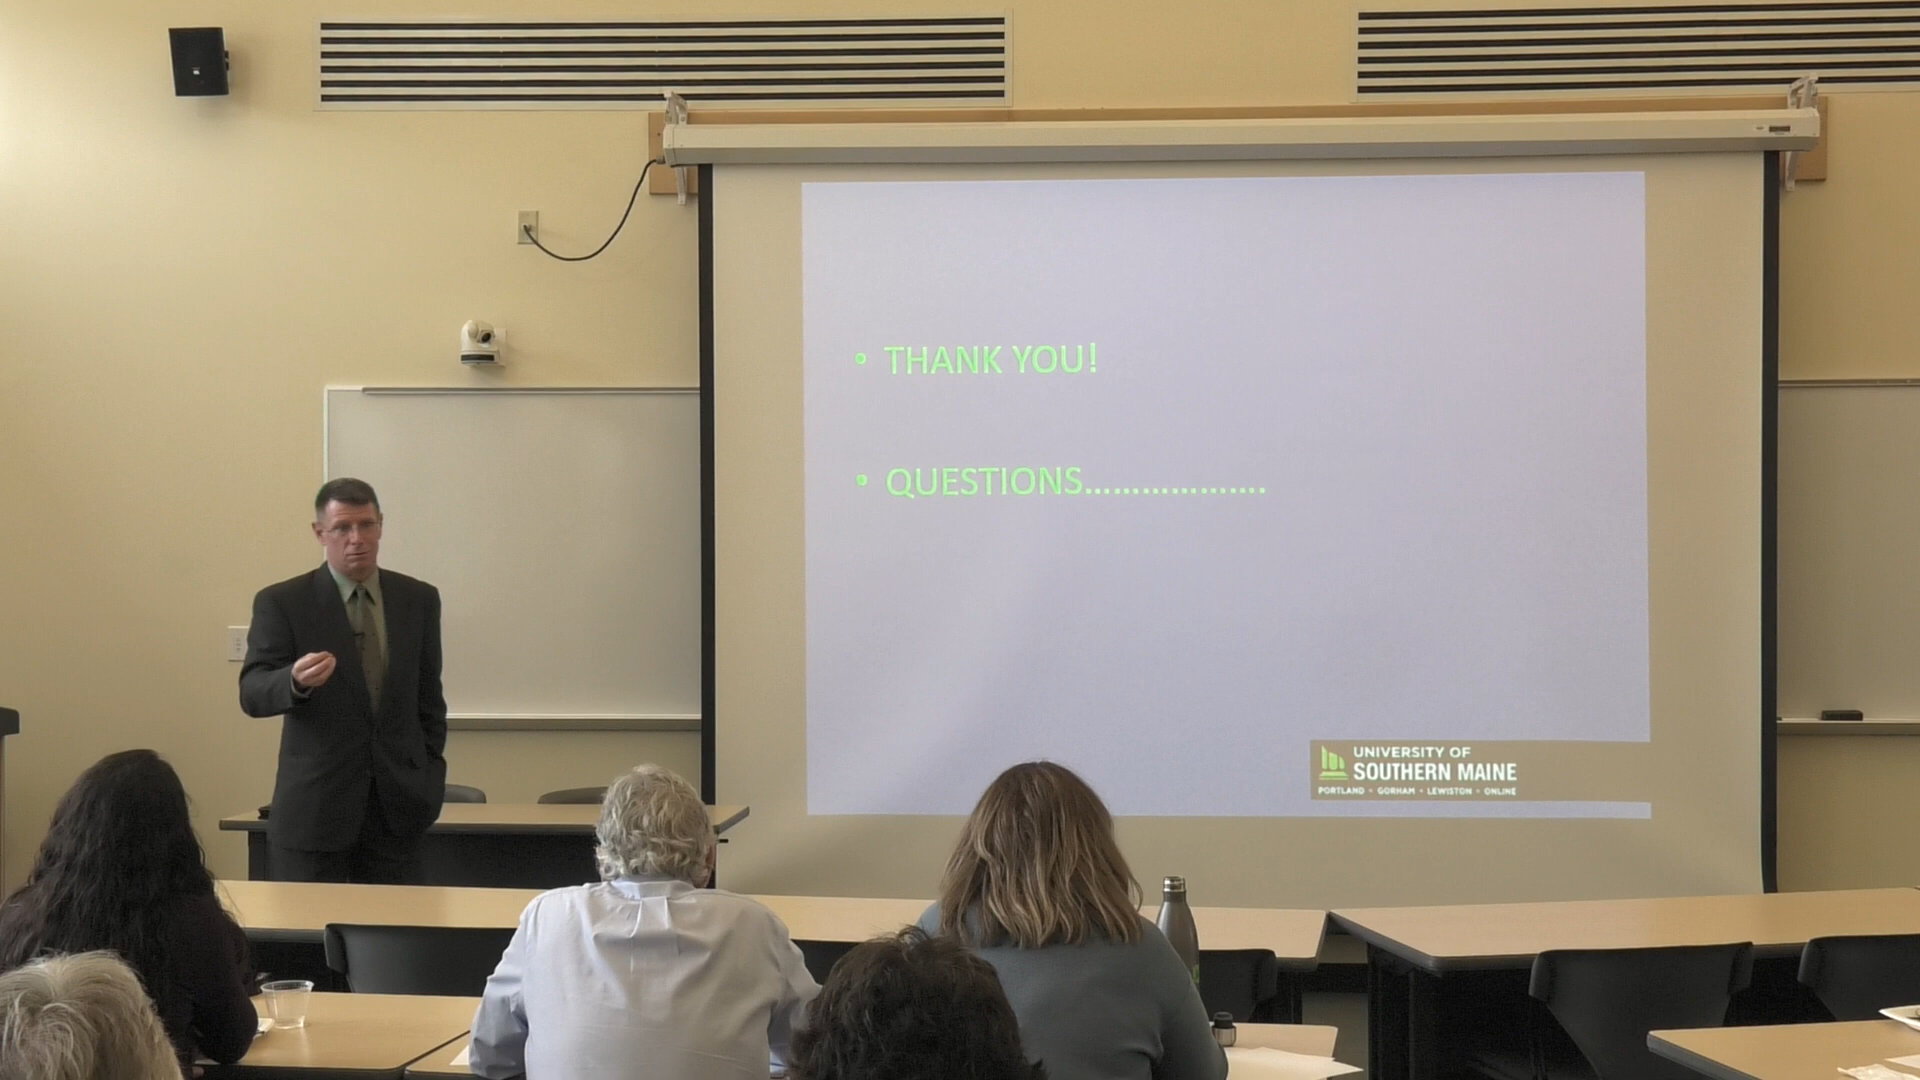 • THANK YOU!
• QUESTIONS...................
UNIVERSITY OF
SOUTHERN MAINE
PORTLAND • GORHAM • LEWISTON • ONLINE